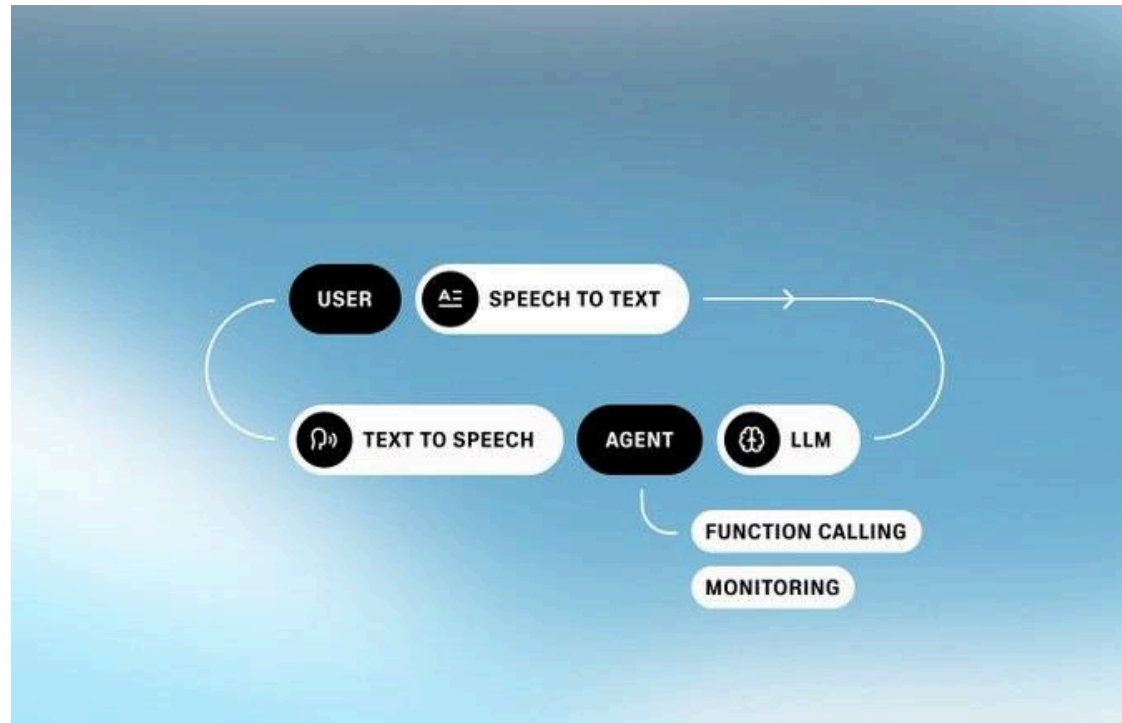 USER SPEECH TO TEXT
TEXT TO SPEECH AGENT LLM
FUNCTION CALLING
MONITORING